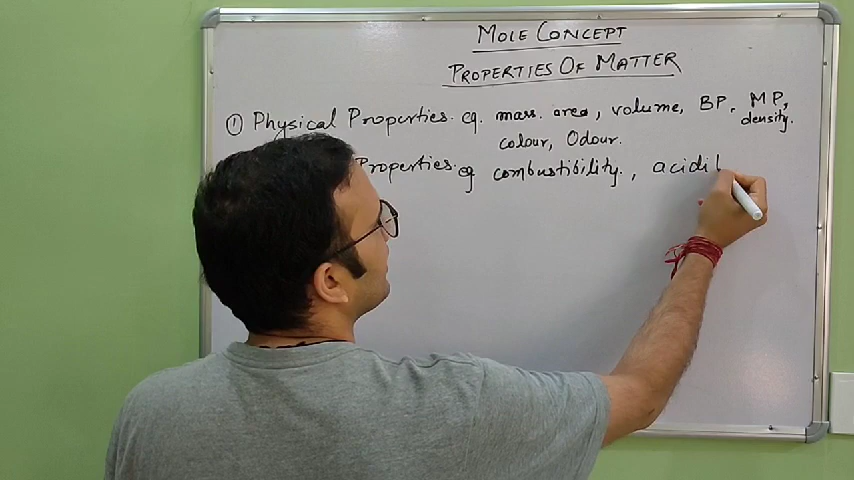 MOLE CONCEPT
PROPERTIES OF MATTER
① Physical Properties. eg. mass. area, volume, BP, MP, density.
colour, Odour.
Properties. eg combustibility., acidi